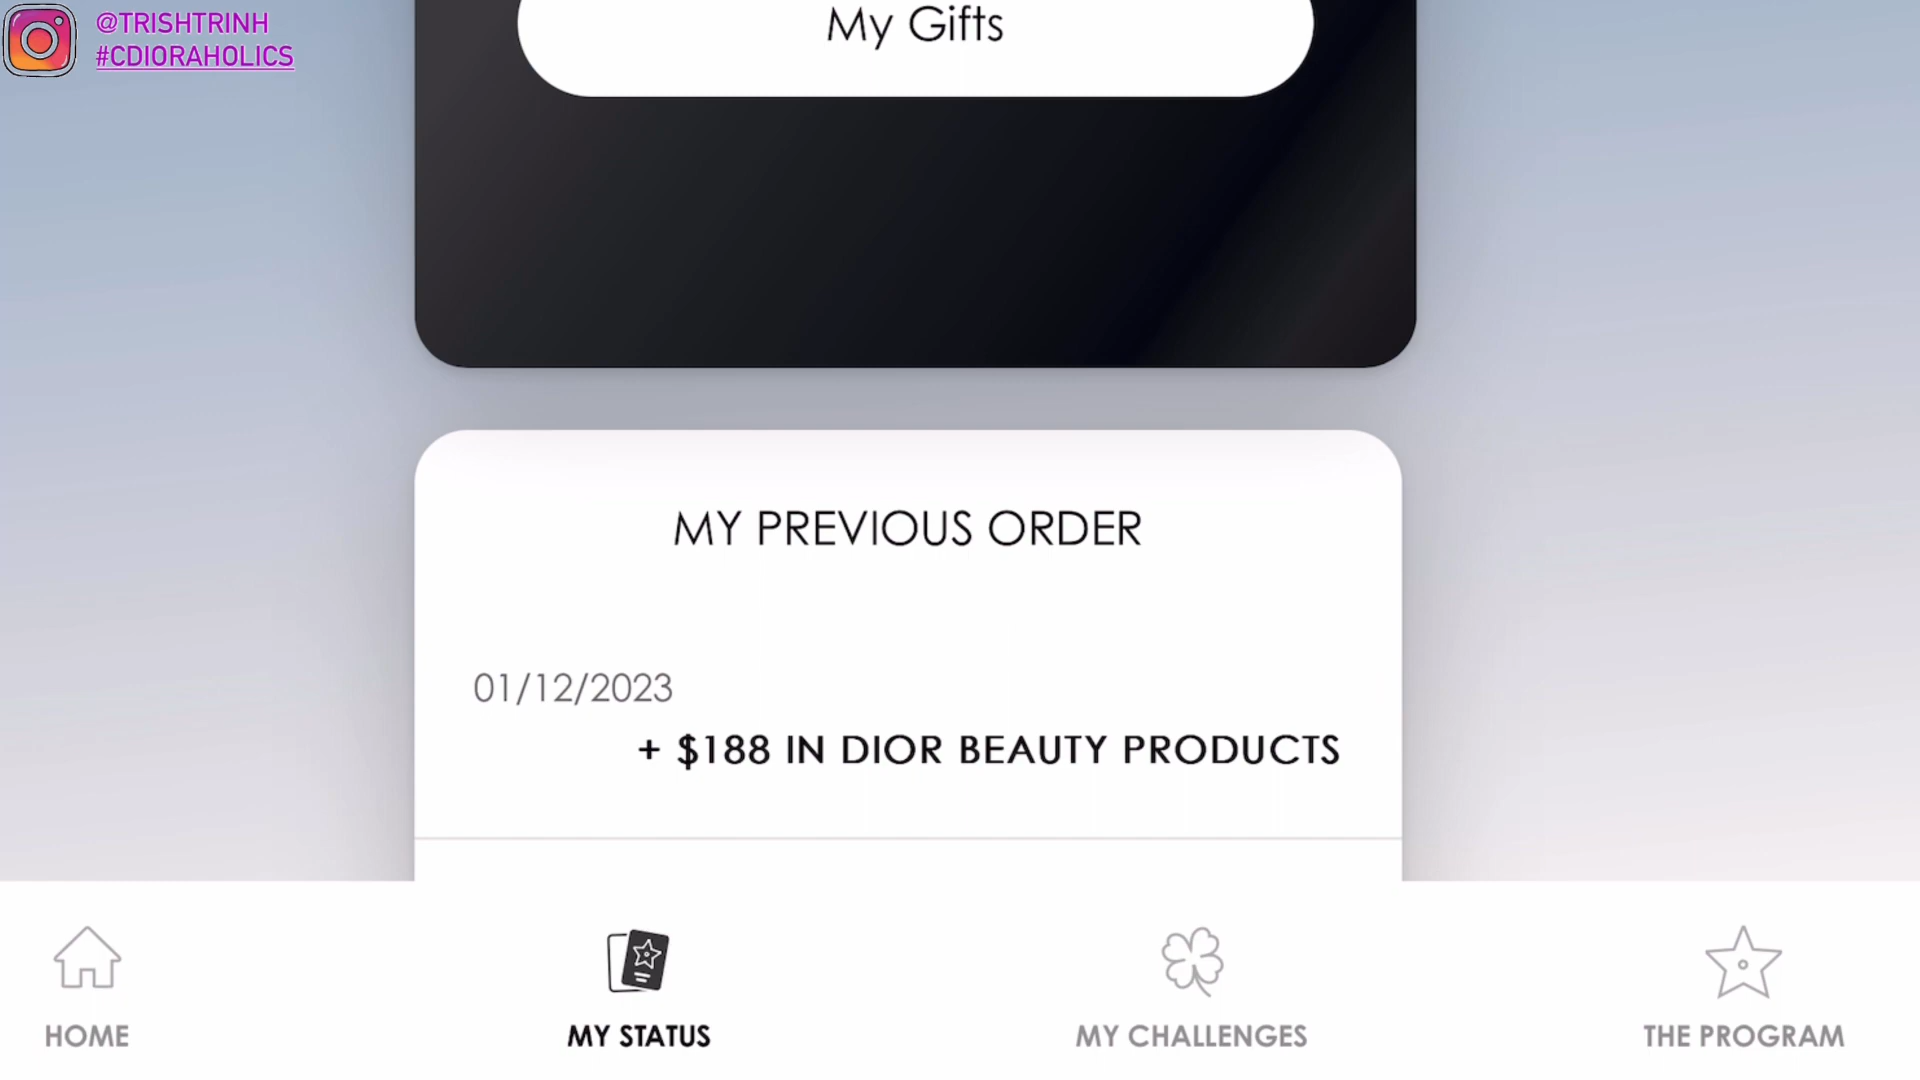 @TRISHTRINH
#CDIORAHOLICS
My Gifts
MY PREVIOUS ORDER
01/12/2023
+ $188 IN DIOR BEAUTY PRODUCTS
HOME
MY STATUS
MY CHALLENGES
THE PROGRAM